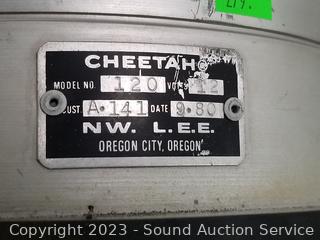 L19.
CHEETAH®
MODEL NO. 120 VOLTS 12
CUST. A·141 DATE 9·80
NW. L.E.E.
OREGON CITY, OREGON
Copyright © 2023 - Sound Auction Service